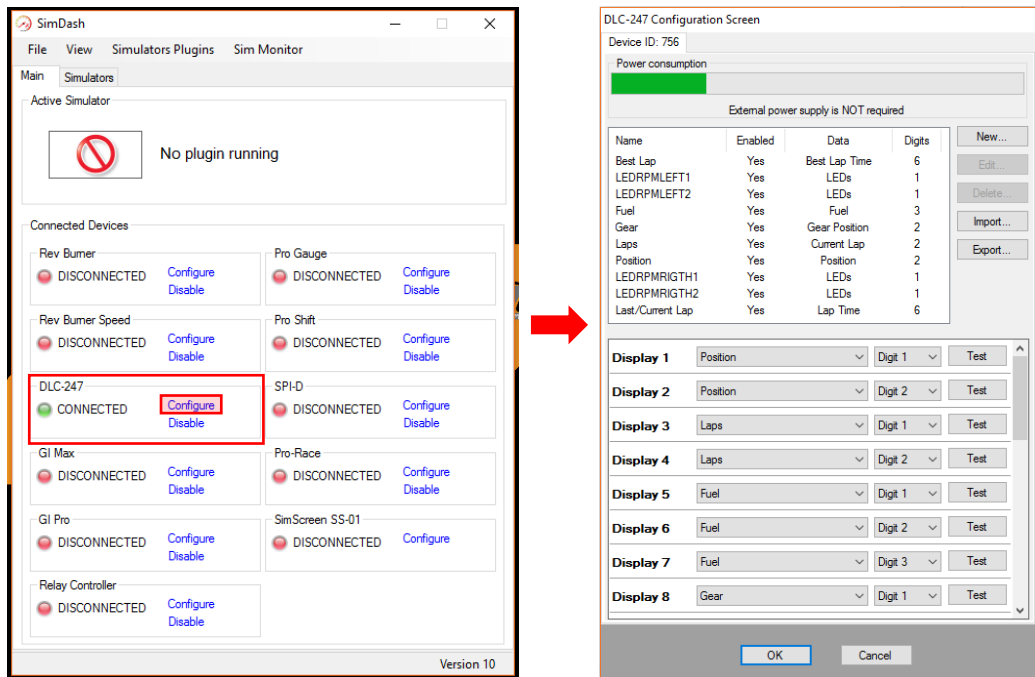 SimDash
File View Simulators Plugins Sim Monitor
Main Simulators
Active Simulator
No plugin running
Connected Devices
Rev Burner
DISCONNECTED Configure
Disable
Pro Gauge
DISCONNECTED Configure
Disable
Rev Burner Speed
DISCONNECTED Configure
Disable
Pro Shift
DISCONNECTED Configure
Disable
DLC-247
CONNECTED Configure
Disable
SPI-D
DISCONNECTED Configure
Disable
GI Max
DISCONNECTED Configure
Disable
Pro-Race
DISCONNECTED Configure
Disable
GI Pro
DISCONNECTED Configure
Disable
SimScreen SS-01
DISCONNECTED Configure
Relay Controller
DISCONNECTED Configure
Disable
Version 10
DLC-247 Configuration Screen
Device ID: 756
Power consumption
External power supply is NOT required
Name Enabled Data Digits
Best Lap Yes Best Lap Time 6
LEDRPMLEFT1 Yes LEDs 1
LEDRPMLEFT2 Yes LEDs 1
Fuel Yes Fuel 3
Gear Yes Gear Position 2
Laps Yes Current Lap 2
Position Yes Position 2
LEDRPMRIGTH1 Yes LEDs 1
LEDRPMRIGTH2 Yes LEDs 1
Last/Current Lap Yes Lap Time 6
New...
Edit...
Delete...
Import...
Export...
Display 1 Position Digit 1 Test
Display 2 Position Digit 2 Test
Display 3 Laps Digit 1 Test
Display 4 Laps Digit 2 Test
Display 5 Fuel Digit 1 Test
Display 6 Fuel Digit 2 Test
Display 7 Fuel Digit 3 Test
Display 8 Gear Digit 1 Test
OK Cancel